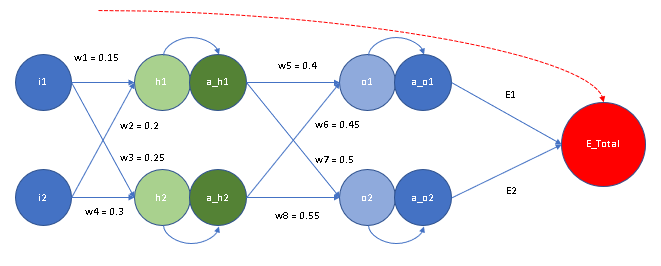 w1 = 0.15
w5 = 0.4
i1
h1
a_h1
o1
a_o1
E1
w2 = 0.2
w6 = 0.45
E_Total
w3 = 0.25
w7 = 0.5
i2
h2
a_h2
o2
a_o2
E2
w4 = 0.3
w8 = 0.55